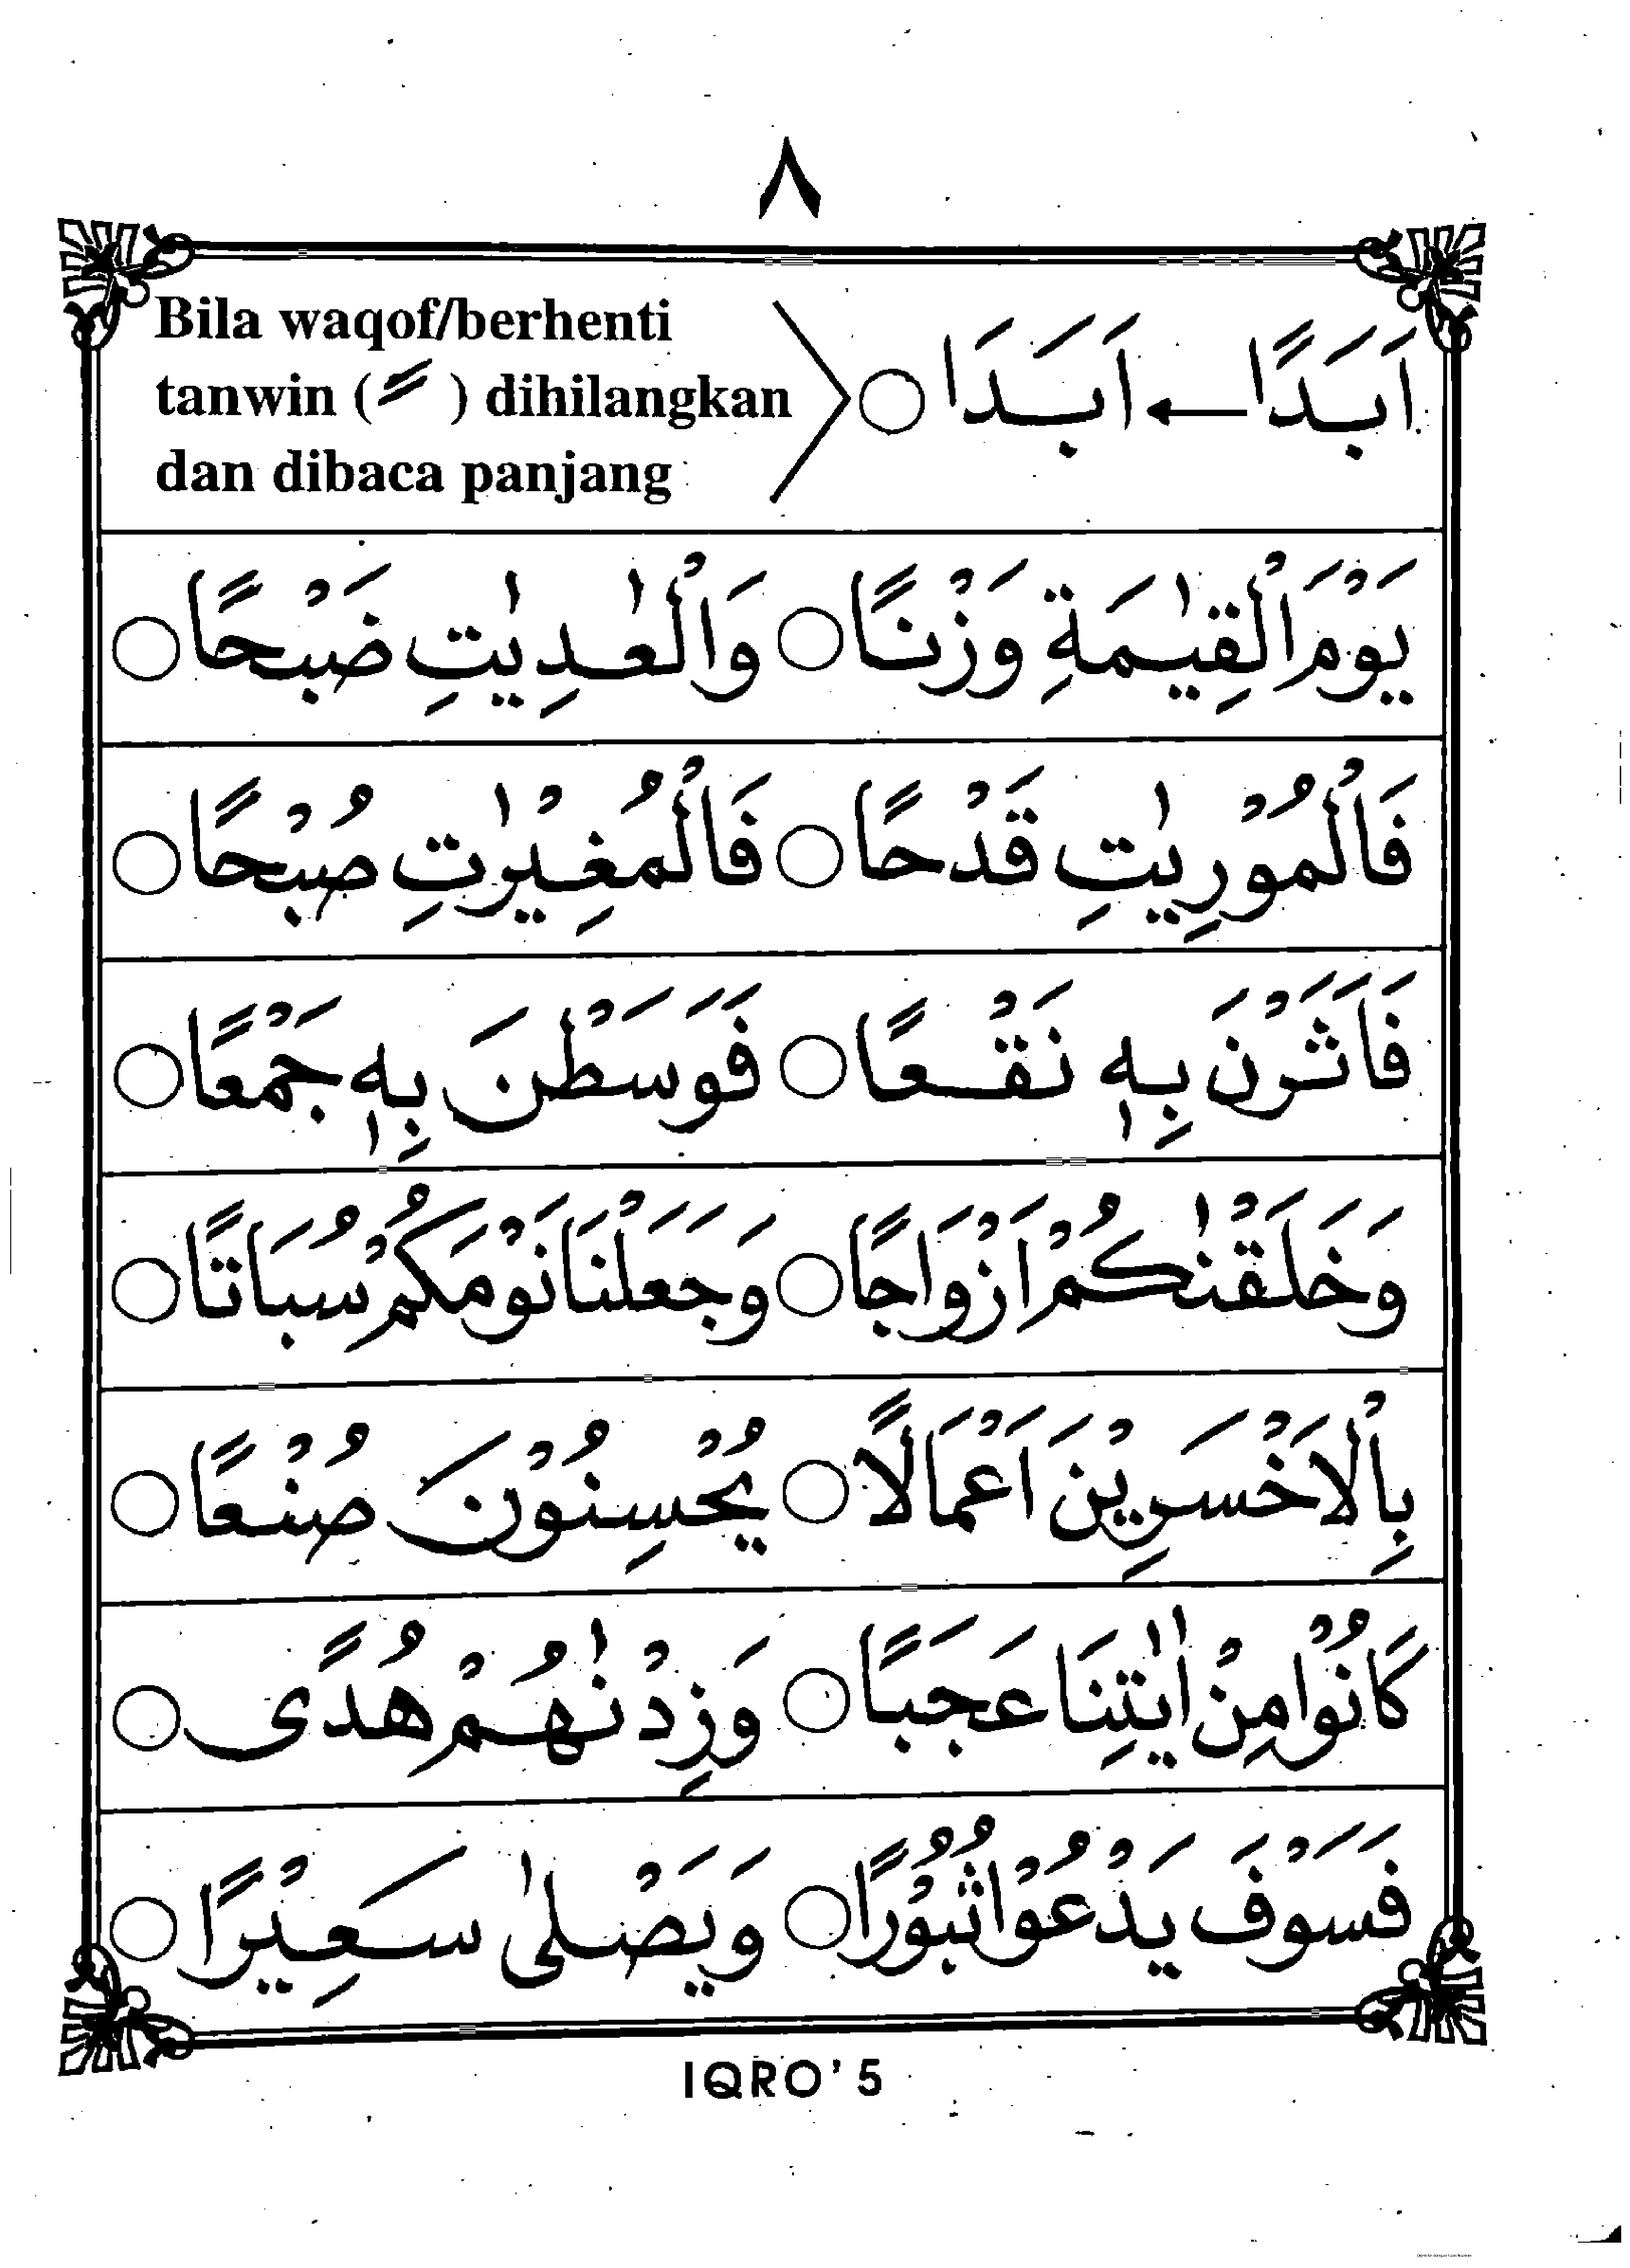 ٨
اَبَدًا ← اَبَدَا ○
Bila waqof/berhenti
tanwin ( ـً ) dihilangkan
dan dibaca panjang
يَوْمَ الْقِيٰمَةِ وَزْنًا ○ وَالْعٰدِيٰتِ ضَبْحًا ○
فَالْمُوْرِيٰتِ قَدْحًا ○ فَالْمُغِيْرٰتِ صُبْحًا ○
فَاَثَرْنَ بِهٖ نَقْعًا ○ فَوَسَطْنَ بِهٖ جَمْعًا ○
وَخَلَقْنٰكُمْ اَزْوَاجًا ○ وَجَعَلْنَا نَوْمَكُمْ سُبَاتًا ○
بِاْلاَخْسَرِيْنَ اَعْمَالًا ○ يُحْسِنُوْنَ صُنْعًا ○
كَانُوْا مِنْ اٰيٰتِنَا عَجَبًا ○ وَزِدْنٰهُمْ هُدًى ○
فَسَوْفَ يَدْعُوْا ثُبُوْرًا ○ وَيَصْلٰى سَعِيْرًا ○
IQRO' 5